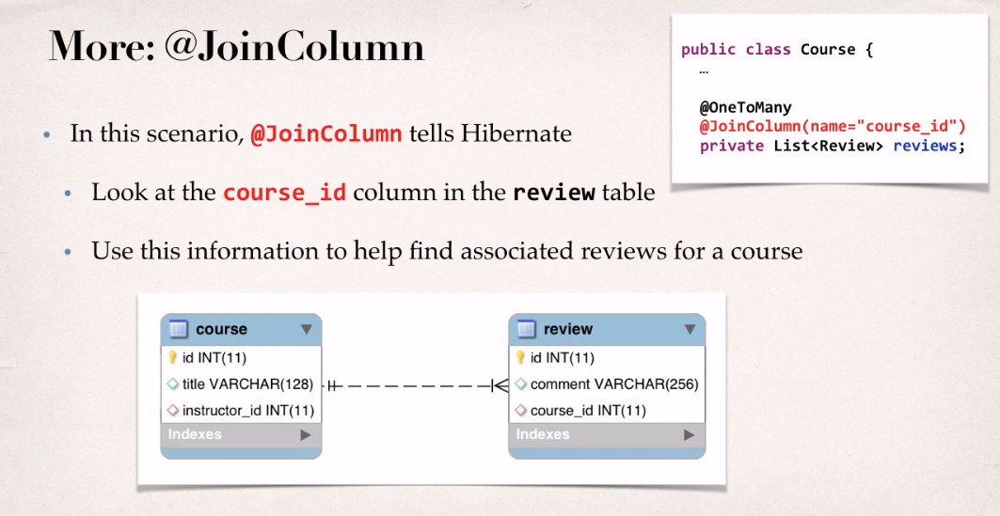 More: @JoinColumn
public class Course {
…
@OneToMany
@JoinColumn(name="course_id")
private List<Review> reviews;
• In this scenario, @JoinColumn tells Hibernate
• Look at the course_id column in the review table
• Use this information to help find associated reviews for a course
course
id INT(11)
title VARCHAR(128)
instructor_id INT(11)
Indexes
review
id INT(11)
comment VARCHAR(256)
course_id INT(11)
Indexes